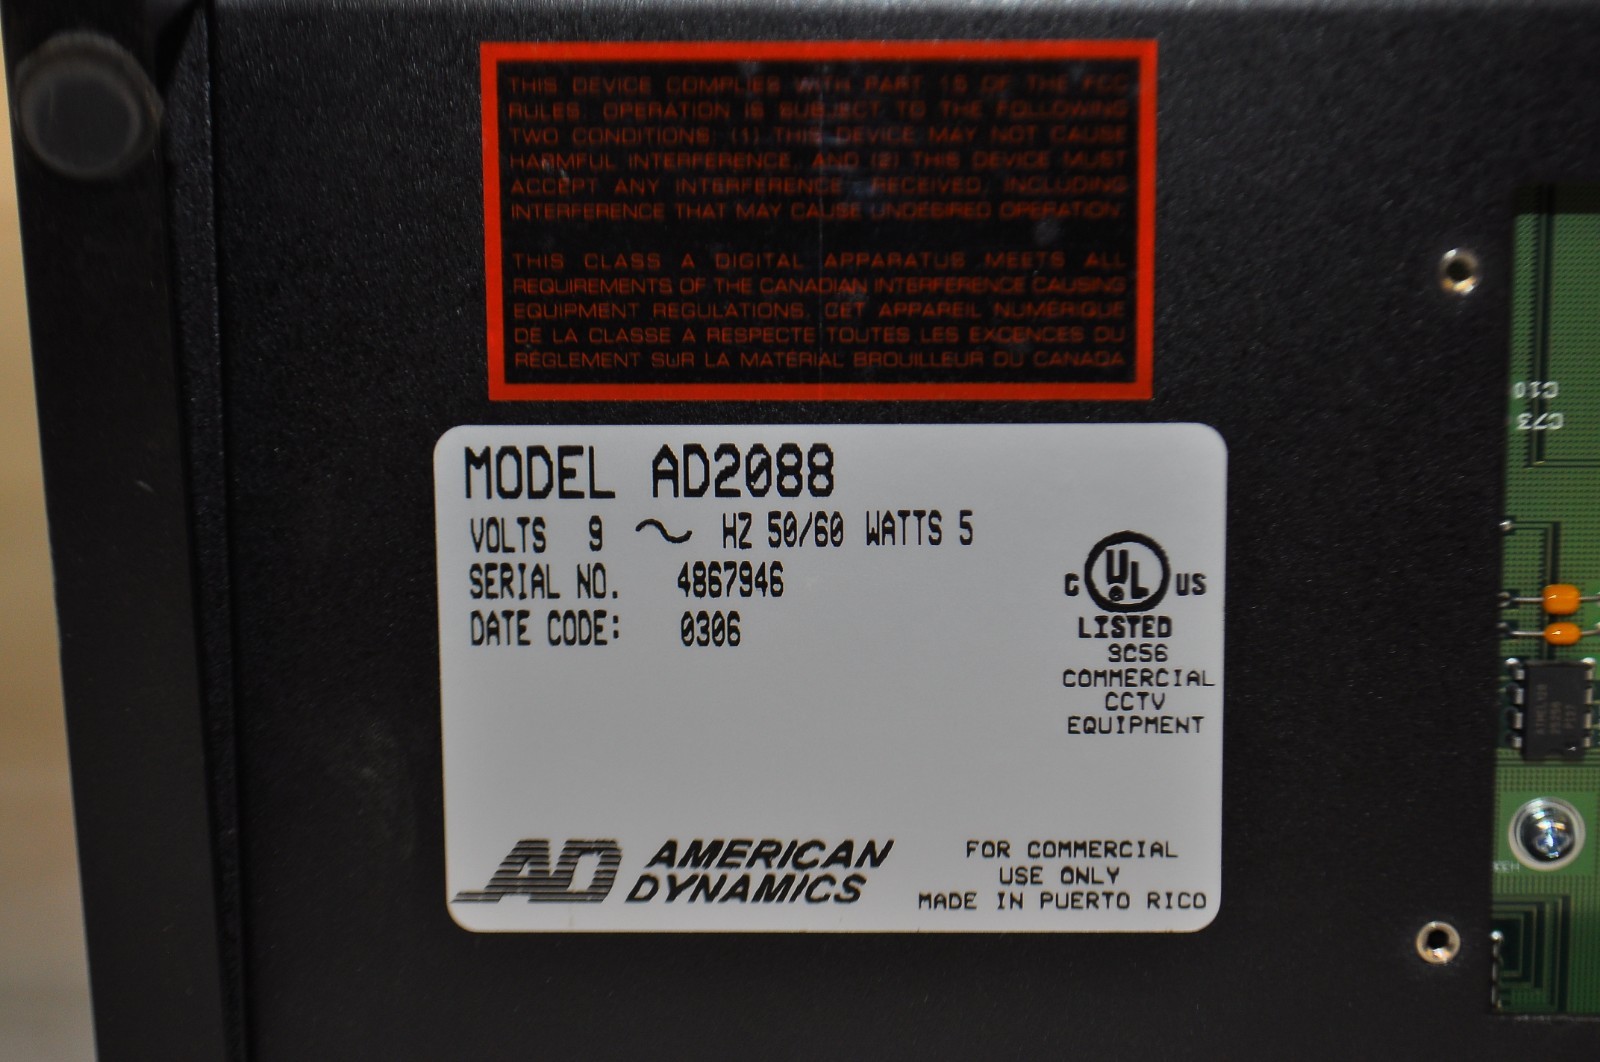 THIS DEVICE COMPLIES WITH PART 15 OF THE FCC
RULES. OPERATION IS SUBJECT TO THE FOLLOWING
TWO CONDITIONS: (1) THIS DEVICE MAY NOT CAUSE
HARMFUL INTERFERENCE, AND (2) THIS DEVICE MUST
ACCEPT ANY INTERFERENCE RECEIVED, INCLUDING
INTERFERENCE THAT MAY CAUSE UNDESIRED OPERATION.
THIS CLASS A DIGITAL APPARATUS MEETS ALL
REQUIREMENTS OF THE CANADIAN INTERFERENCE CAUSING
EQUIPMENT REGULATIONS. CET APPAREIL NUMÉRIQUE
DE LA CLASSE A RESPECTE TOUTES LES EXCENCES DU
RÈGLEMENT SUR LA MATÉRIAL BROUILLEUR DU CANADA
MODEL AD2088
VOLTS 9 ~ HZ 50/60 WATTS 5
SERIAL NO. 4867946
DATE CODE: 0306
C UL US
LISTED
3C56
COMMERCIAL
CCTV
EQUIPMENT
AD AMERICAN
DYNAMICS
FOR COMMERCIAL
USE ONLY
MADE IN PUERTO RICO
C10
C73